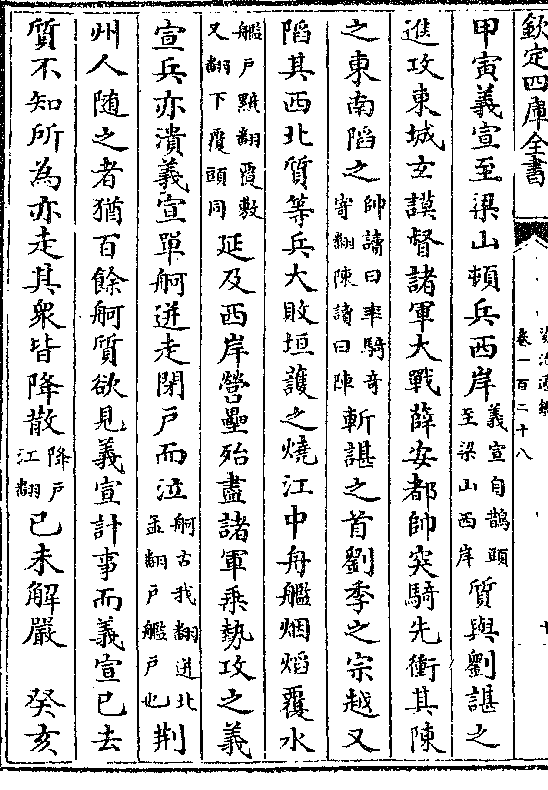 欽定四庫全書
卷一百二十八
甲寅義宣至梁山頓兵西岸義宣自鵲頭至梁山西岸質與劉諶之
進攻東城玄謨督諸軍大戰薛安都帥突騎先衝其陳
之東南陷之帥讀曰率騎奇寄翻陳讀曰陣斬諶之首劉季之宗越又
陷其西北質等兵大敗垣護之燒江中舟艦烟熖覆水
艦戸黯翻覆敷又翻下覆頭同延及西岸營壘殆盡諸軍乘勢攻之義
宣兵亦潰義宣單舸迸走閉戸而泣舸古我翻迸北孟翻戸艦戸也荆
州人隨之者猶百餘舸質欲見義宣計事而義宣已去
質不知所為亦走其衆皆降散降戸江翻已未解嚴　癸亥